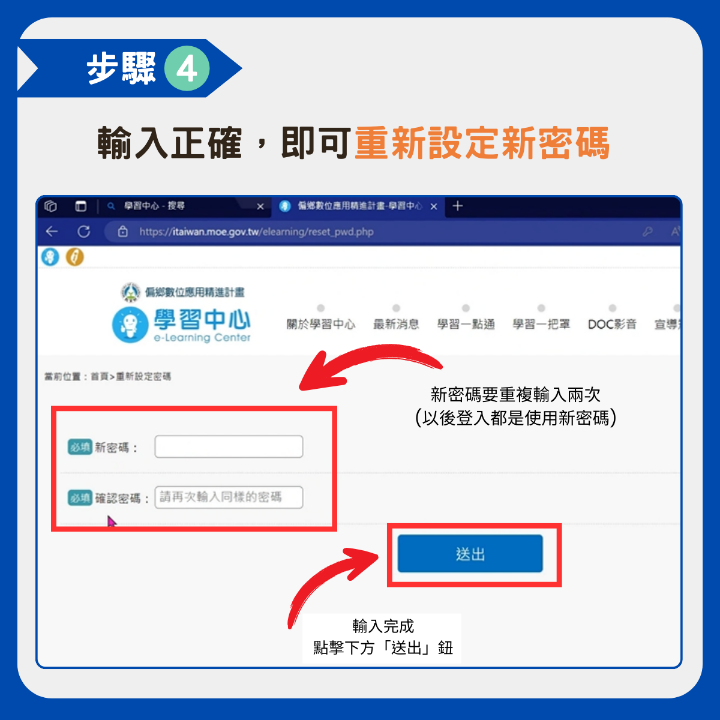 步驟 4
輸入正確，即可重新設定新密碼
學習中心 - 搜尋
偏鄉數位應用精進計畫-學習中心
https://itaiwan.moe.gov.tw/elearning/reset_pwd.php
偏鄉數位應用精進計畫
學習中心
e-Learning Center
關於學習中心 最新消息 學習一點通 學習一把罩 DOC影音 宣導
當前位置：首頁>重新設定密碼
新密碼要重複輸入兩次
(以後登入都是使用新密碼)
必填 新密碼：
必填 確認密碼： 請再次輸入同樣的密碼
送出
輸入完成
點擊下方「送出」鈕